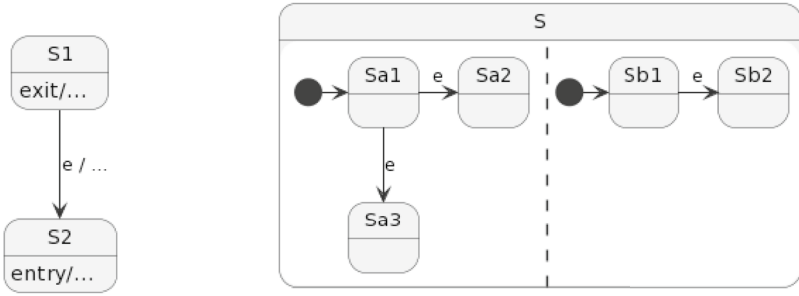 S1
exit/...
e / ...
S2
entry/...
S
Sa1
e
Sa2
Sb1
e
Sb2
e
Sa3